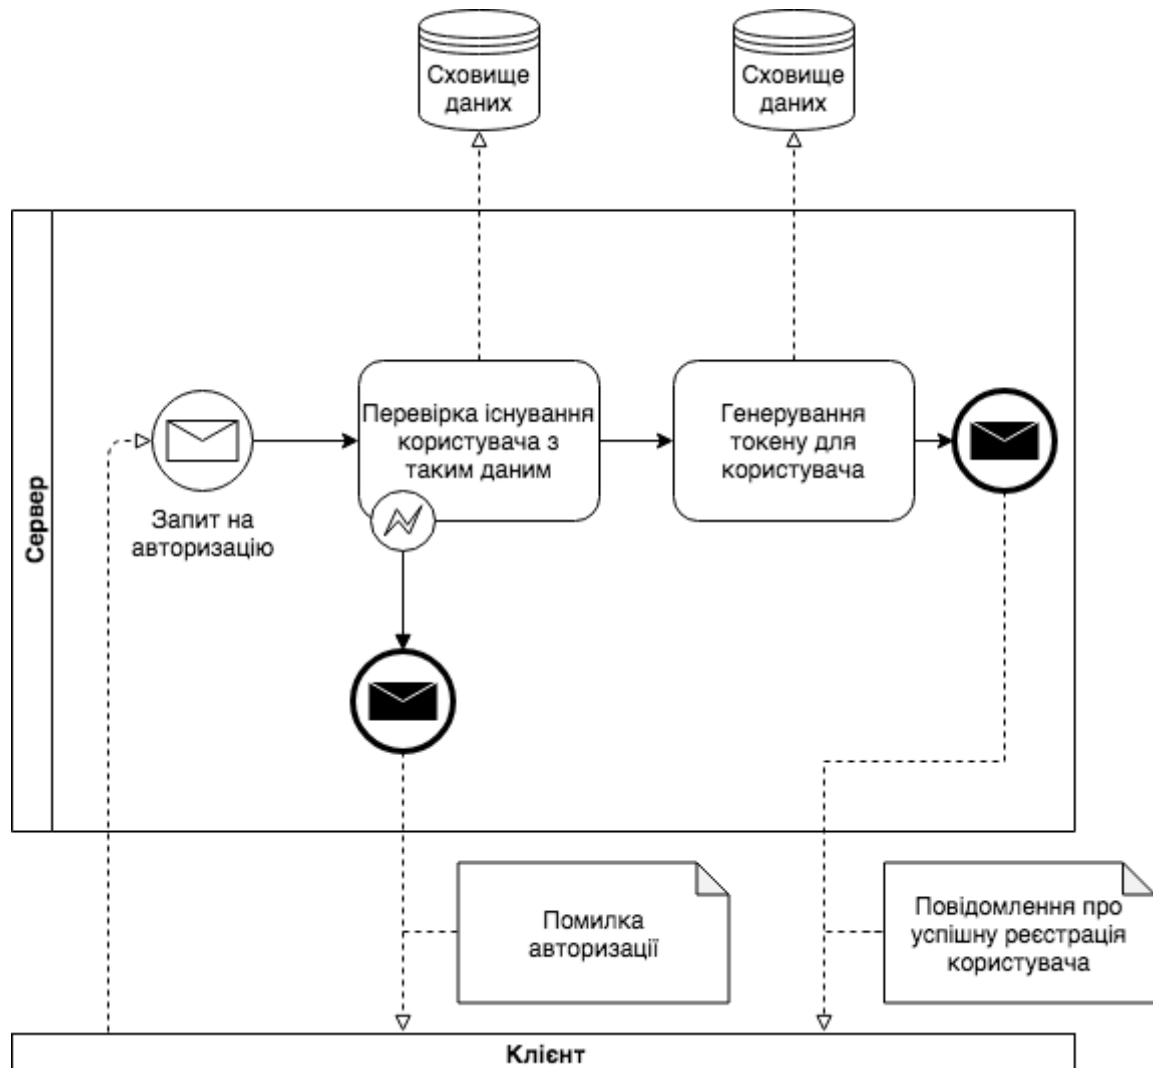 Сховище
даних
Сховище
даних
Сервер
Запит на
авторизацію
Перевірка існування
користувача з
таким даним
Генерування
токену для
користувача
Помилка
авторизації
Повідомлення про
успішну реєстрація
користувача
Клієнт